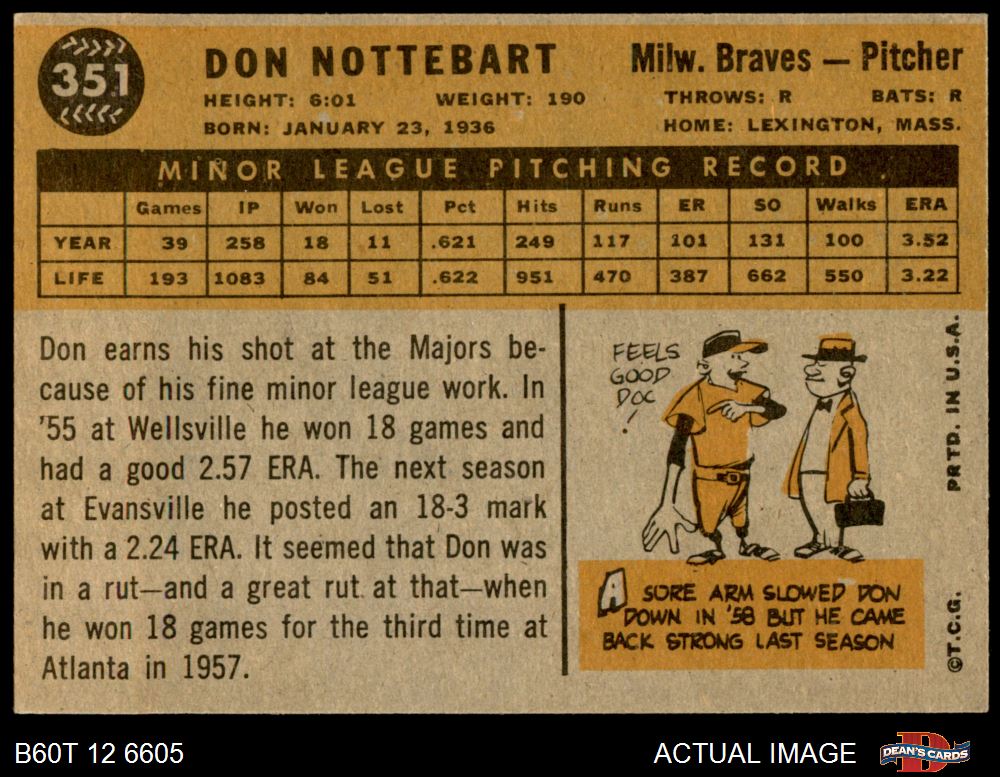 351
DON NOTTEBART
Milw. Braves — Pitcher
HEIGHT: 6:01 WEIGHT: 190 THROWS: R BATS: R
BORN: JANUARY 23, 1936 HOME: LEXINGTON, MASS.
MINOR LEAGUE PITCHING RECORD
Games IP Won Lost Pct Hits Runs ER SO Walks ERA
YEAR 39 258 18 11 .621 249 117 101 131 100 3.52
LIFE 193 1083 84 51 .622 951 470 387 662 550 3.22
Don earns his shot at the Majors be-
cause of his fine minor league work. In
'55 at Wellsville he won 18 games and
had a good 2.57 ERA. The next season
at Evansville he posted an 18-3 mark
with a 2.24 ERA. It seemed that Don was
in a rut—and a great rut at that—when
he won 18 games for the third time at
Atlanta in 1957.
FEELS
GOOD
DOC
!
A SORE ARM SLOWED DON
DOWN IN '58 BUT HE CAME
BACK STRONG LAST SEASON
©T.C.G. PRTD. IN U.S.A.
B60T 12 6605
ACTUAL IMAGE
D
DEAN'S CARDS